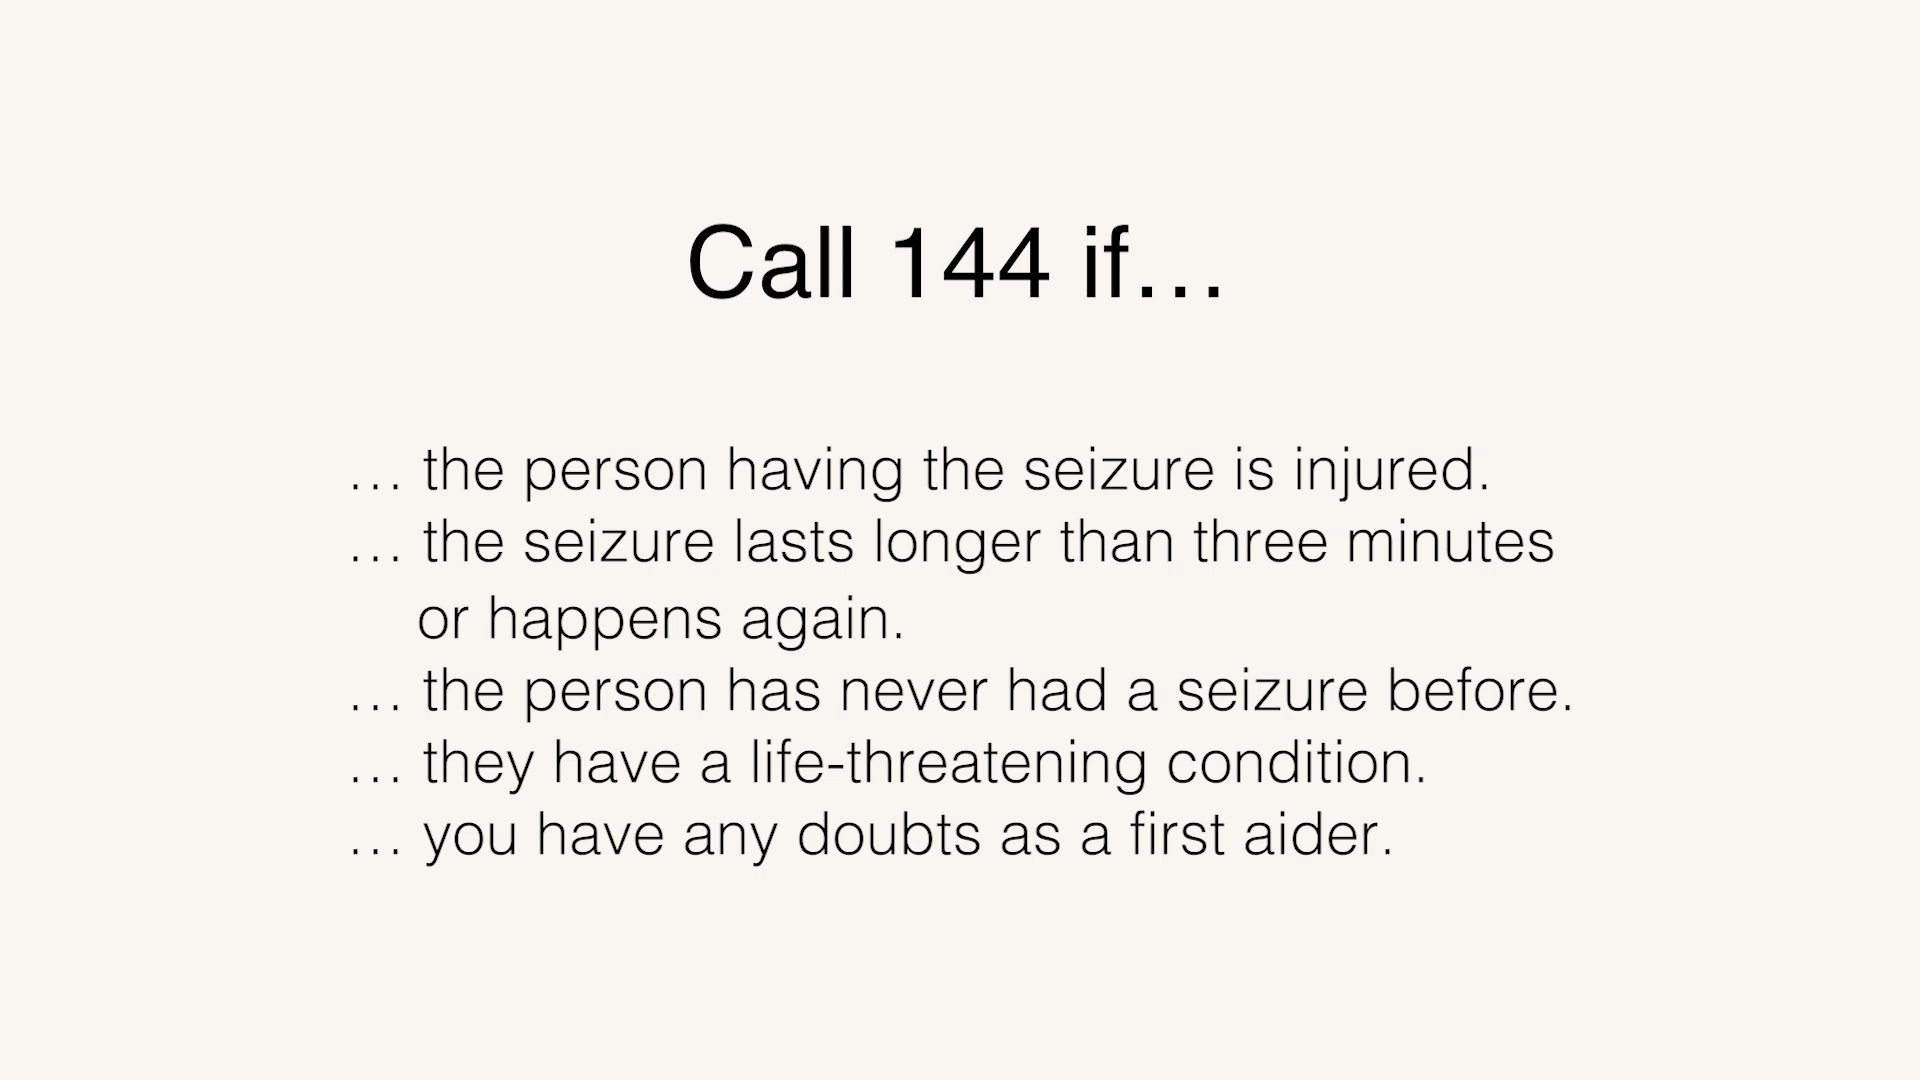 Call 144 if…
… the person having the seizure is injured.
… the seizure lasts longer than three minutes
or happens again.
… the person has never had a seizure before.
… they have a life-threatening condition.
… you have any doubts as a first aider.